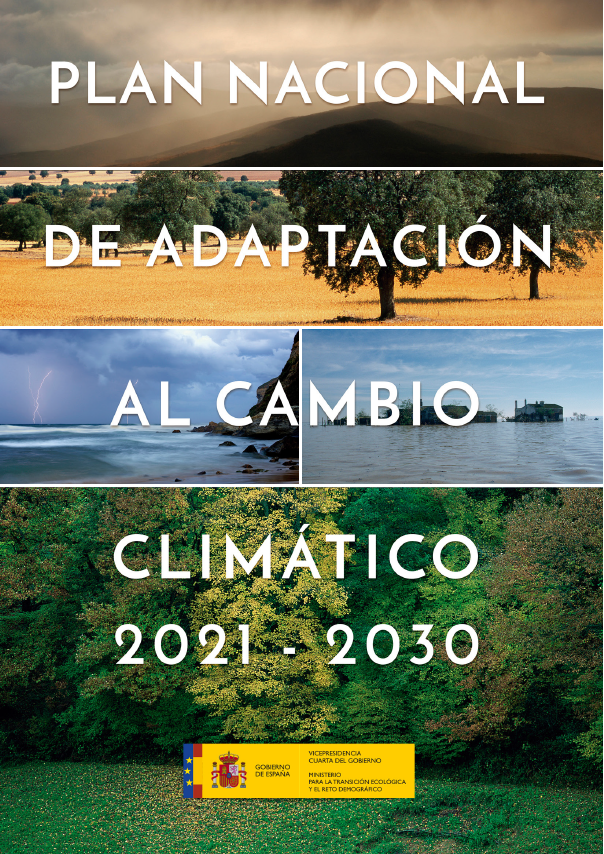 PLAN NACIONAL
DE ADAPTACIÓN
AL CAMBIO
CLIMÁTICO
2021 - 2030
GOBIERNO
DE ESPAÑA
VICEPRESIDENCIA
CUARTA DEL GOBIERNO
MINISTERIO
PARA LA TRANSICIÓN ECOLÓGICA
Y EL RETO DEMOGRÁFICO